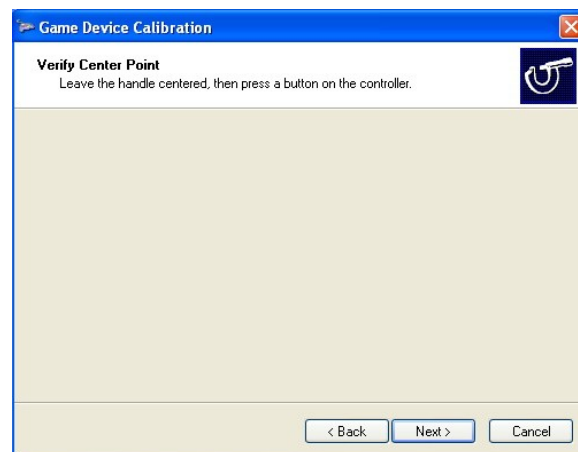 Game Device Calibration
Verify Center Point
Leave the handle centered, then press a button on the controller.
< Back
Next >
Cancel